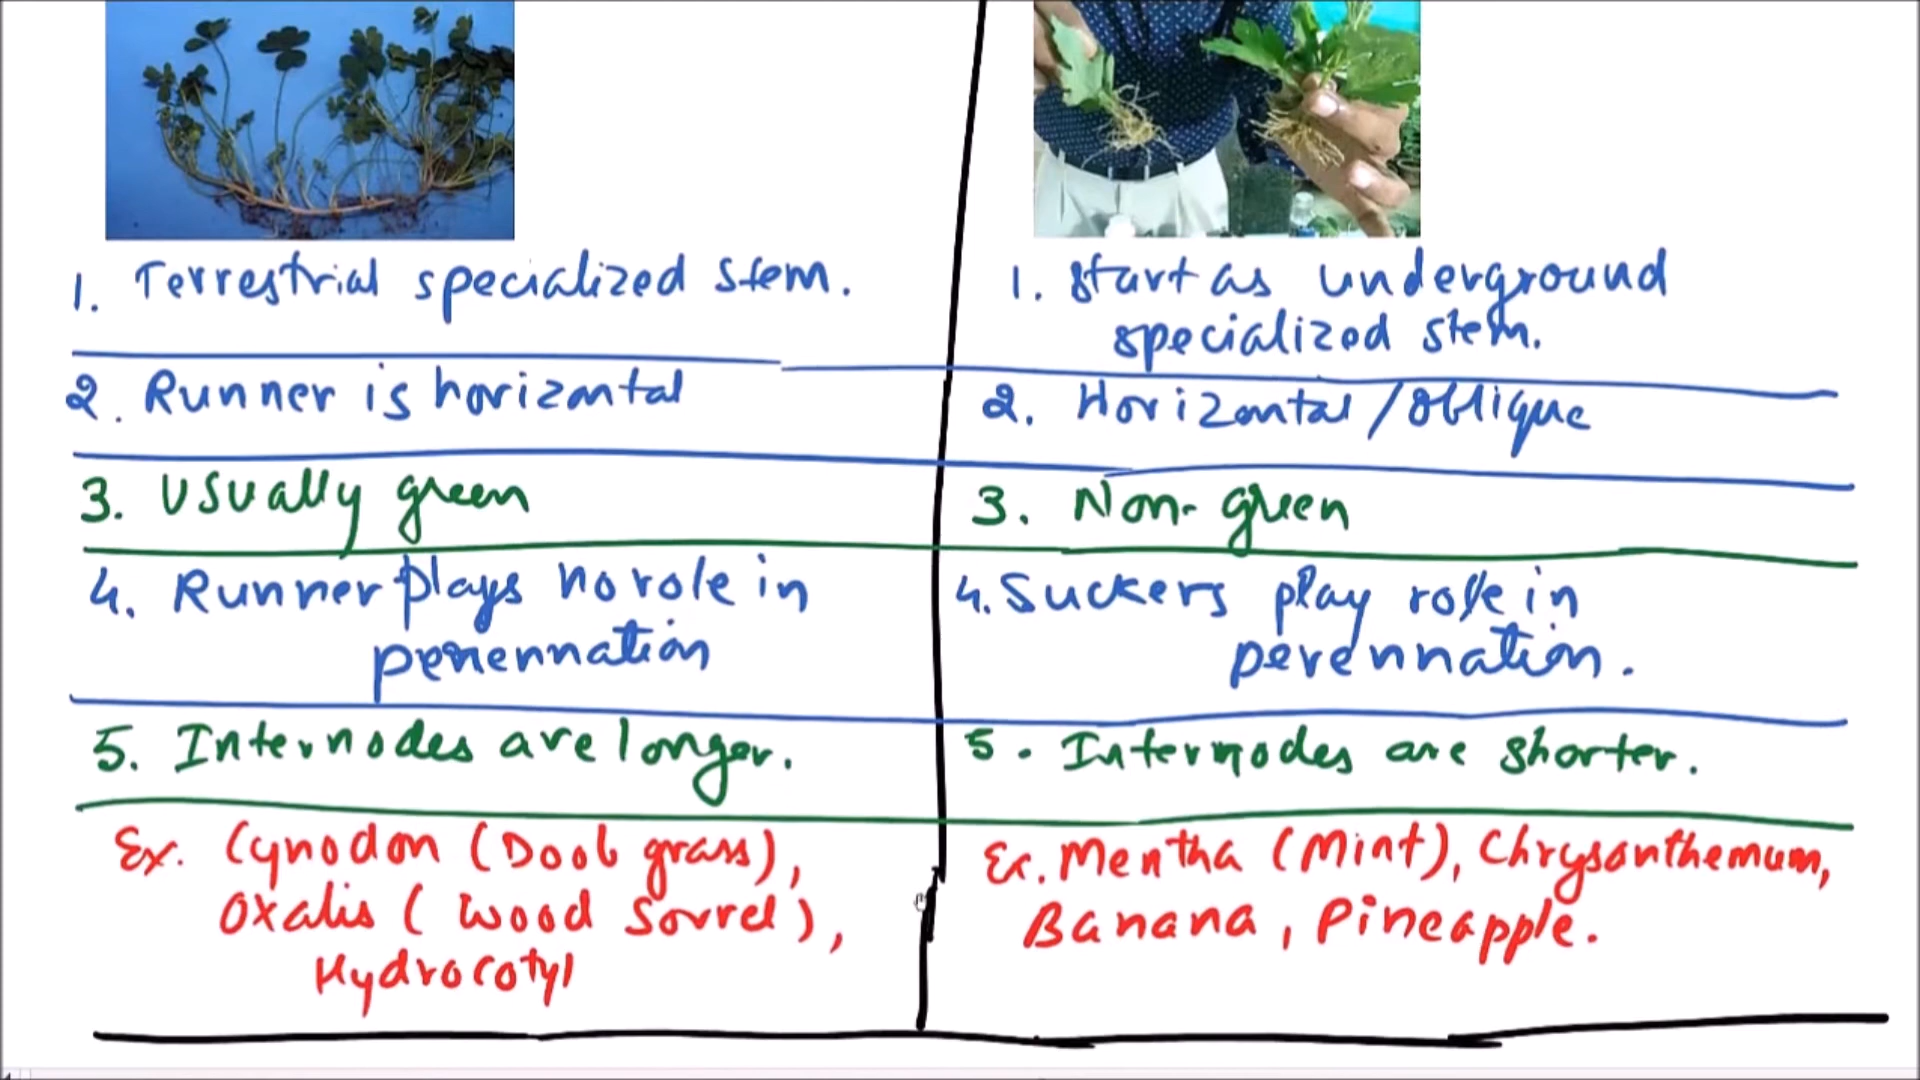 1. Terrestrial specialized stem.
2. Runner is horizontal
3. Usually green
4. Runner plays no role in
perennation
5. Internodes are longer.
Ex. Cynodon (Doob grass),
Oxalis (Wood Sorrel),
Hydrocotyl
1. Start as underground
specialized stem.
2. Horizontal/oblique
3. Non-green
4. Suckers play role in
perennation.
5. Internodes are shorter.
Ex. Mentha (Mint), Chrysanthemum,
Banana, Pineapple.